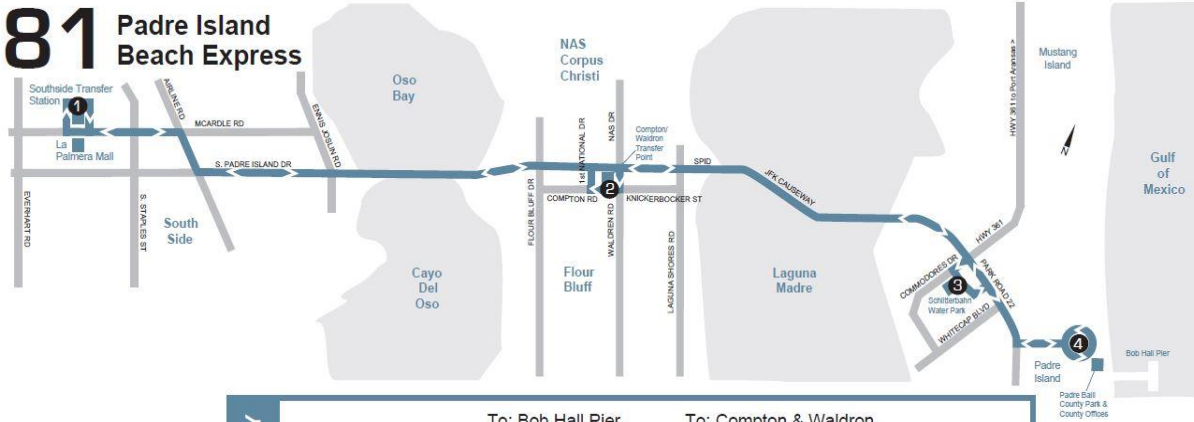 81 Padre Island
Beach Express
Southside Transfer
Station
1
La
Palmera Mall
MCARDLE RD
AIRLINE RD
ENNIS JOSLIN RD
S. PADRE ISLAND DR
EVERHART RD
S. STAPLES ST
South
Side
Oso
Bay
Cayo
Del
Oso
NAS
Corpus
Christi
1st NATIONAL DR
NAS DR
Compton/
Waldron
Transfer
Point
SPID
FLOUR BLUFF DR
COMPTON RD
2
KNICKERBOCKER ST
WALDREN RD
LAGUNA SHORES RD
Flour
Bluff
JFK CAUSEWAY
Laguna
Madre
HWY 361 to Port Aransas >
Mustang
Island
N
Gulf
of
Mexico
HWY 361
COMMODORES DR
PARK ROAD 22
3
Schlitterbahn
Water Park
WHITECAP BLVD
4
Padre
Island
Bob Hall Pier
Padre Balli
County Park &
County Offices
To: Bob Hall Pier
To: Compton & Waldron